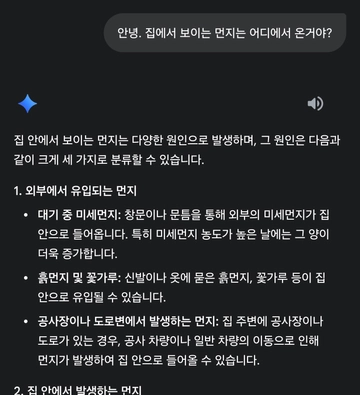 안녕. 집에서 보이는 먼지는 어디에서 온거야?
집 안에서 보이는 먼지는 다양한 원인으로 발생하며, 그 원인은 다음과
같이 크게 세 가지로 분류할 수 있습니다.
1. 외부에서 유입되는 먼지
• 대기 중 미세먼지: 창문이나 문틈을 통해 외부의 미세먼지가 집
안으로 들어옵니다. 특히 미세먼지 농도가 높은 날에는 그 양이
더욱 증가합니다.
• 흙먼지 및 꽃가루: 신발이나 옷에 묻은 흙먼지, 꽃가루 등이 집
안으로 유입될 수 있습니다.
• 공사장이나 도로변에서 발생하는 먼지: 집 주변에 공사장이나
도로가 있는 경우, 공사 차량이나 일반 차량의 이동으로 인해
먼지가 발생하여 집 안으로 들어올 수 있습니다.
2. 집 안에서 발생하는 먼지